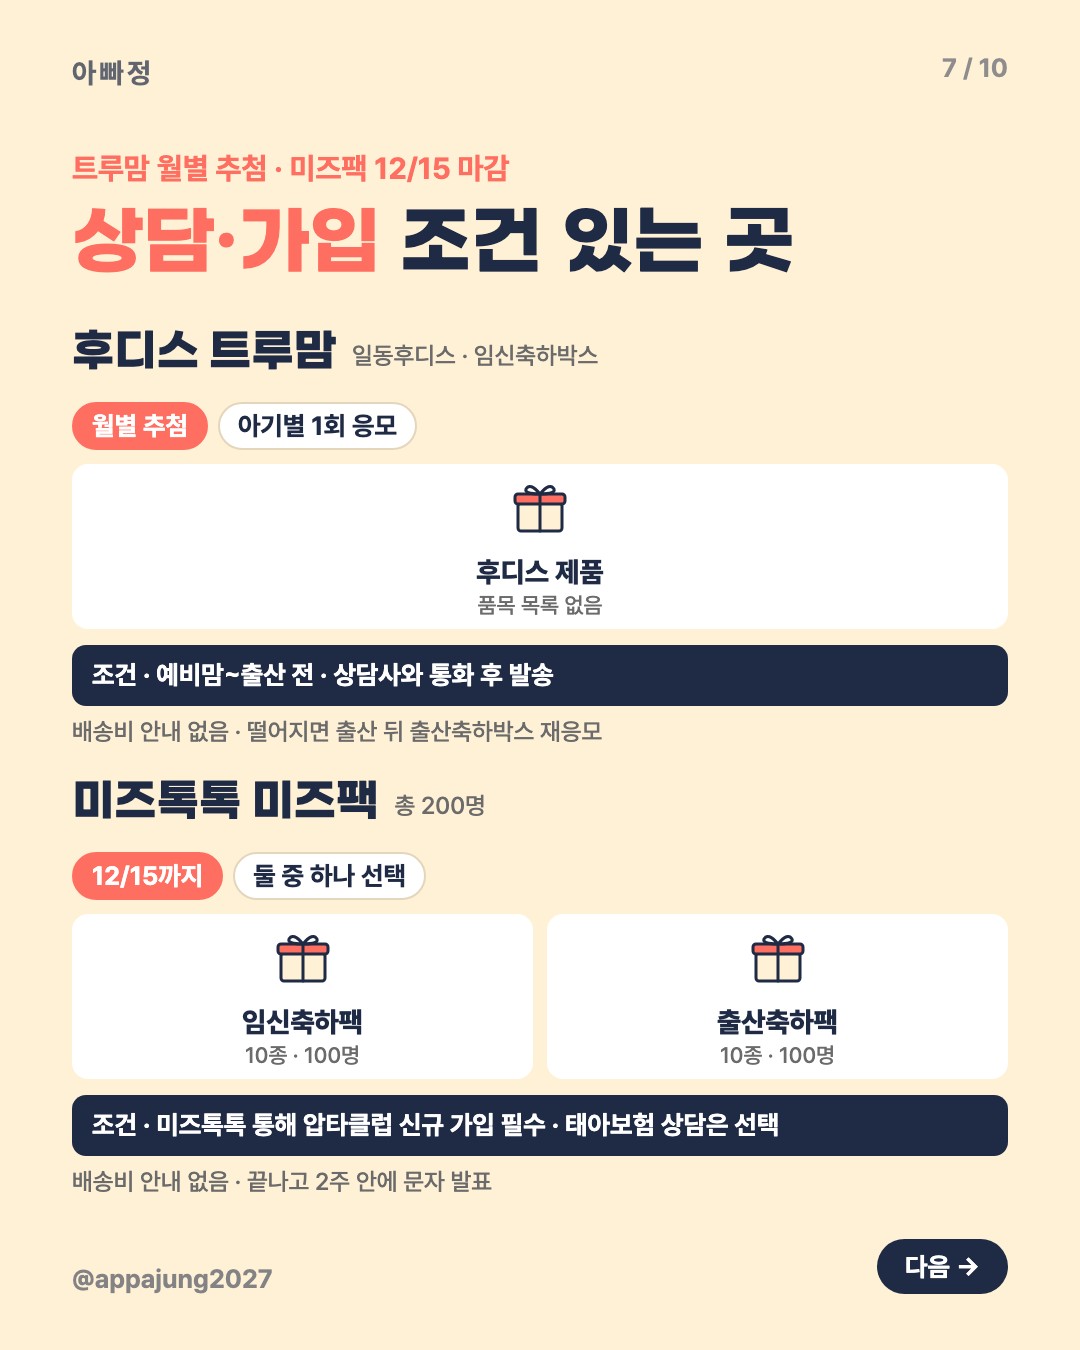 아빠정
7 / 10
트루맘 월별 추첨 · 미즈팩 12/15 마감
상담·가입 조건 있는 곳
후디스 트루맘 일동후디스 · 임신축하박스
월별 추첨 아기별 1회 응모
후디스 제품
품목 목록 없음
조건 · 예비맘~출산 전 · 상담사와 통화 후 발송
배송비 안내 없음 · 떨어지면 출산 뒤 출산축하박스 재응모
미즈톡톡 미즈팩 총 200명
12/15까지 둘 중 하나 선택
임신축하팩
10종 · 100명
출산축하팩
10종 · 100명
조건 · 미즈톡톡 통해 압타클럽 신규 가입 필수 · 태아보험 상담은 선택
배송비 안내 없음 · 끝나고 2주 안에 문자 발표
@appajung2027
다음 →